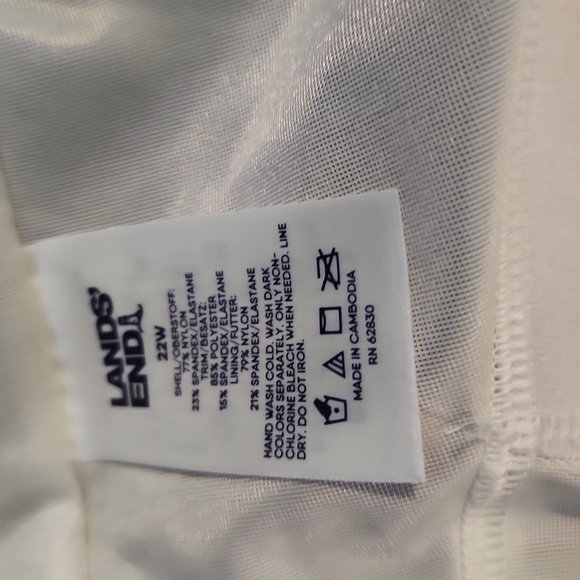 LANDS'
END
22W
SHELL/OBERSTOFF:
77% NYLON
23% SPANDEX/ELASTANE
TRIM/BESATZ:
85% POLYESTER
15% SPANDEX/ELASTANE
LINING/FUTTER:
79% NYLON
21% SPANDEX/ELASTANE
HAND WASH COLD. WASH DARK
COLORS SEPARATELY. ONLY NON-
CHLORINE BLEACH WHEN NEEDED. LINE
DRY. DO NOT IRON.
MADE IN CAMBODIA
RN 62830